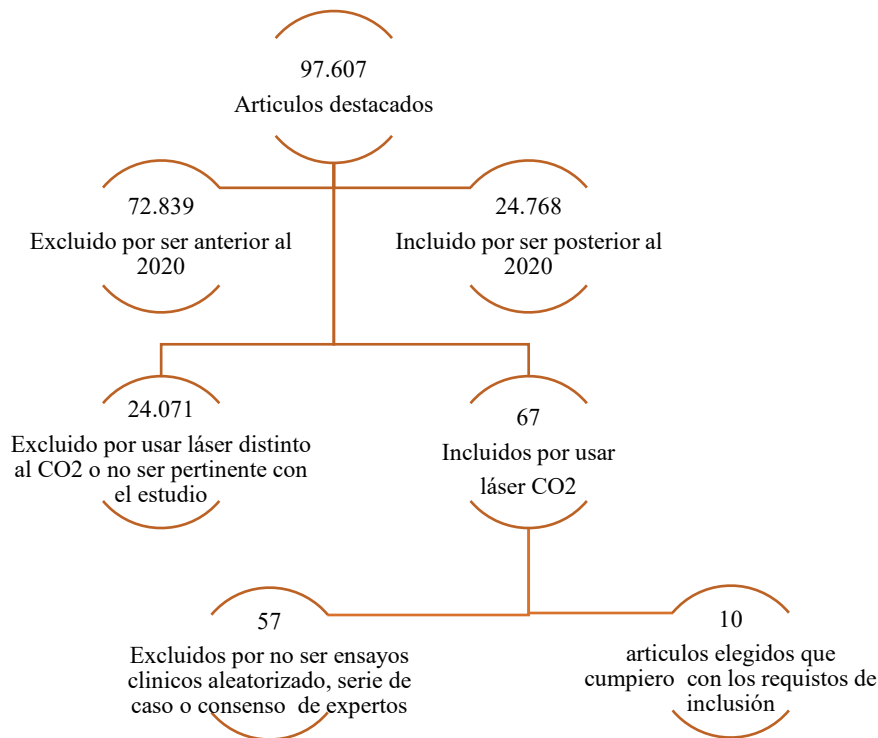 97.607
Articulos destacados
72.839
Excluido por ser anterior al
2020
24.768
Incluido por ser posterior al
2020
24.071
Excluido por usar láser distinto
al CO2 o no ser pertinente con
el estudio
67
Incluidos por usar
láser CO2
57
Excluidos por no ser ensayos
clinicos aleatorizado, serie de
caso o consenso de expertos
10
articulos elegidos que
cumpiero con los requistos de
inclusión